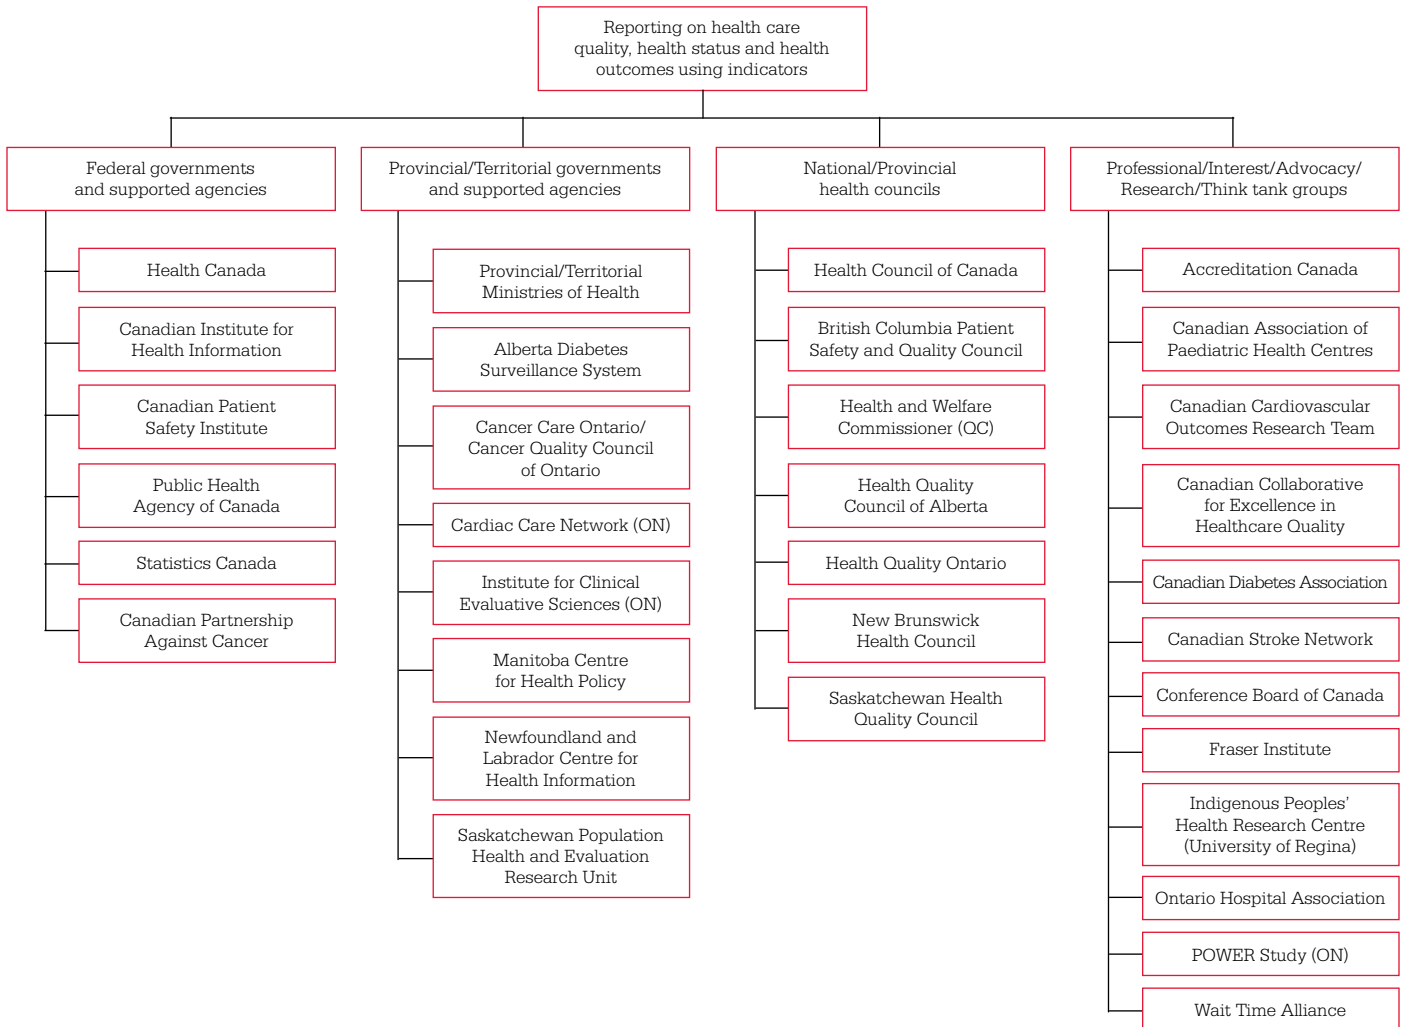 Reporting on health care
quality, health status and health
outcomes using indicators
Federal governments
and supported agencies
Health Canada
Canadian Institute for
Health Information
Canadian Patient
Safety Institute
Public Health
Agency of Canada
Statistics Canada
Canadian Partnership
Against Cancer
Provincial/Territorial governments
and supported agencies
Provincial/Territorial
Ministries of Health
Alberta Diabetes
Surveillance System
Cancer Care Ontario/
Cancer Quality Council
of Ontario
Cardiac Care Network (ON)
Institute for Clinical
Evaluative Sciences (ON)
Manitoba Centre
for Health Policy
Newfoundland and
Labrador Centre for
Health Information
Saskatchewan Population
Health and Evaluation
Research Unit
National/Provincial
health councils
Health Council of Canada
British Columbia Patient
Safety and Quality Council
Health and Welfare
Commissioner (QC)
Health Quality
Council of Alberta
Health Quality Ontario
New Brunswick
Health Council
Saskatchewan Health
Quality Council
Professional/Interest/Advocacy/
Research/Think tank groups
Accreditation Canada
Canadian Association of
Paediatric Health Centres
Canadian Cardiovascular
Outcomes Research Team
Canadian Collaborative
for Excellence in
Healthcare Quality
Canadian Diabetes Association
Canadian Stroke Network
Conference Board of Canada
Fraser Institute
Indigenous Peoples’
Health Research Centre
(University of Regina)
Ontario Hospital Association
POWER Study (ON)
Wait Time Alliance